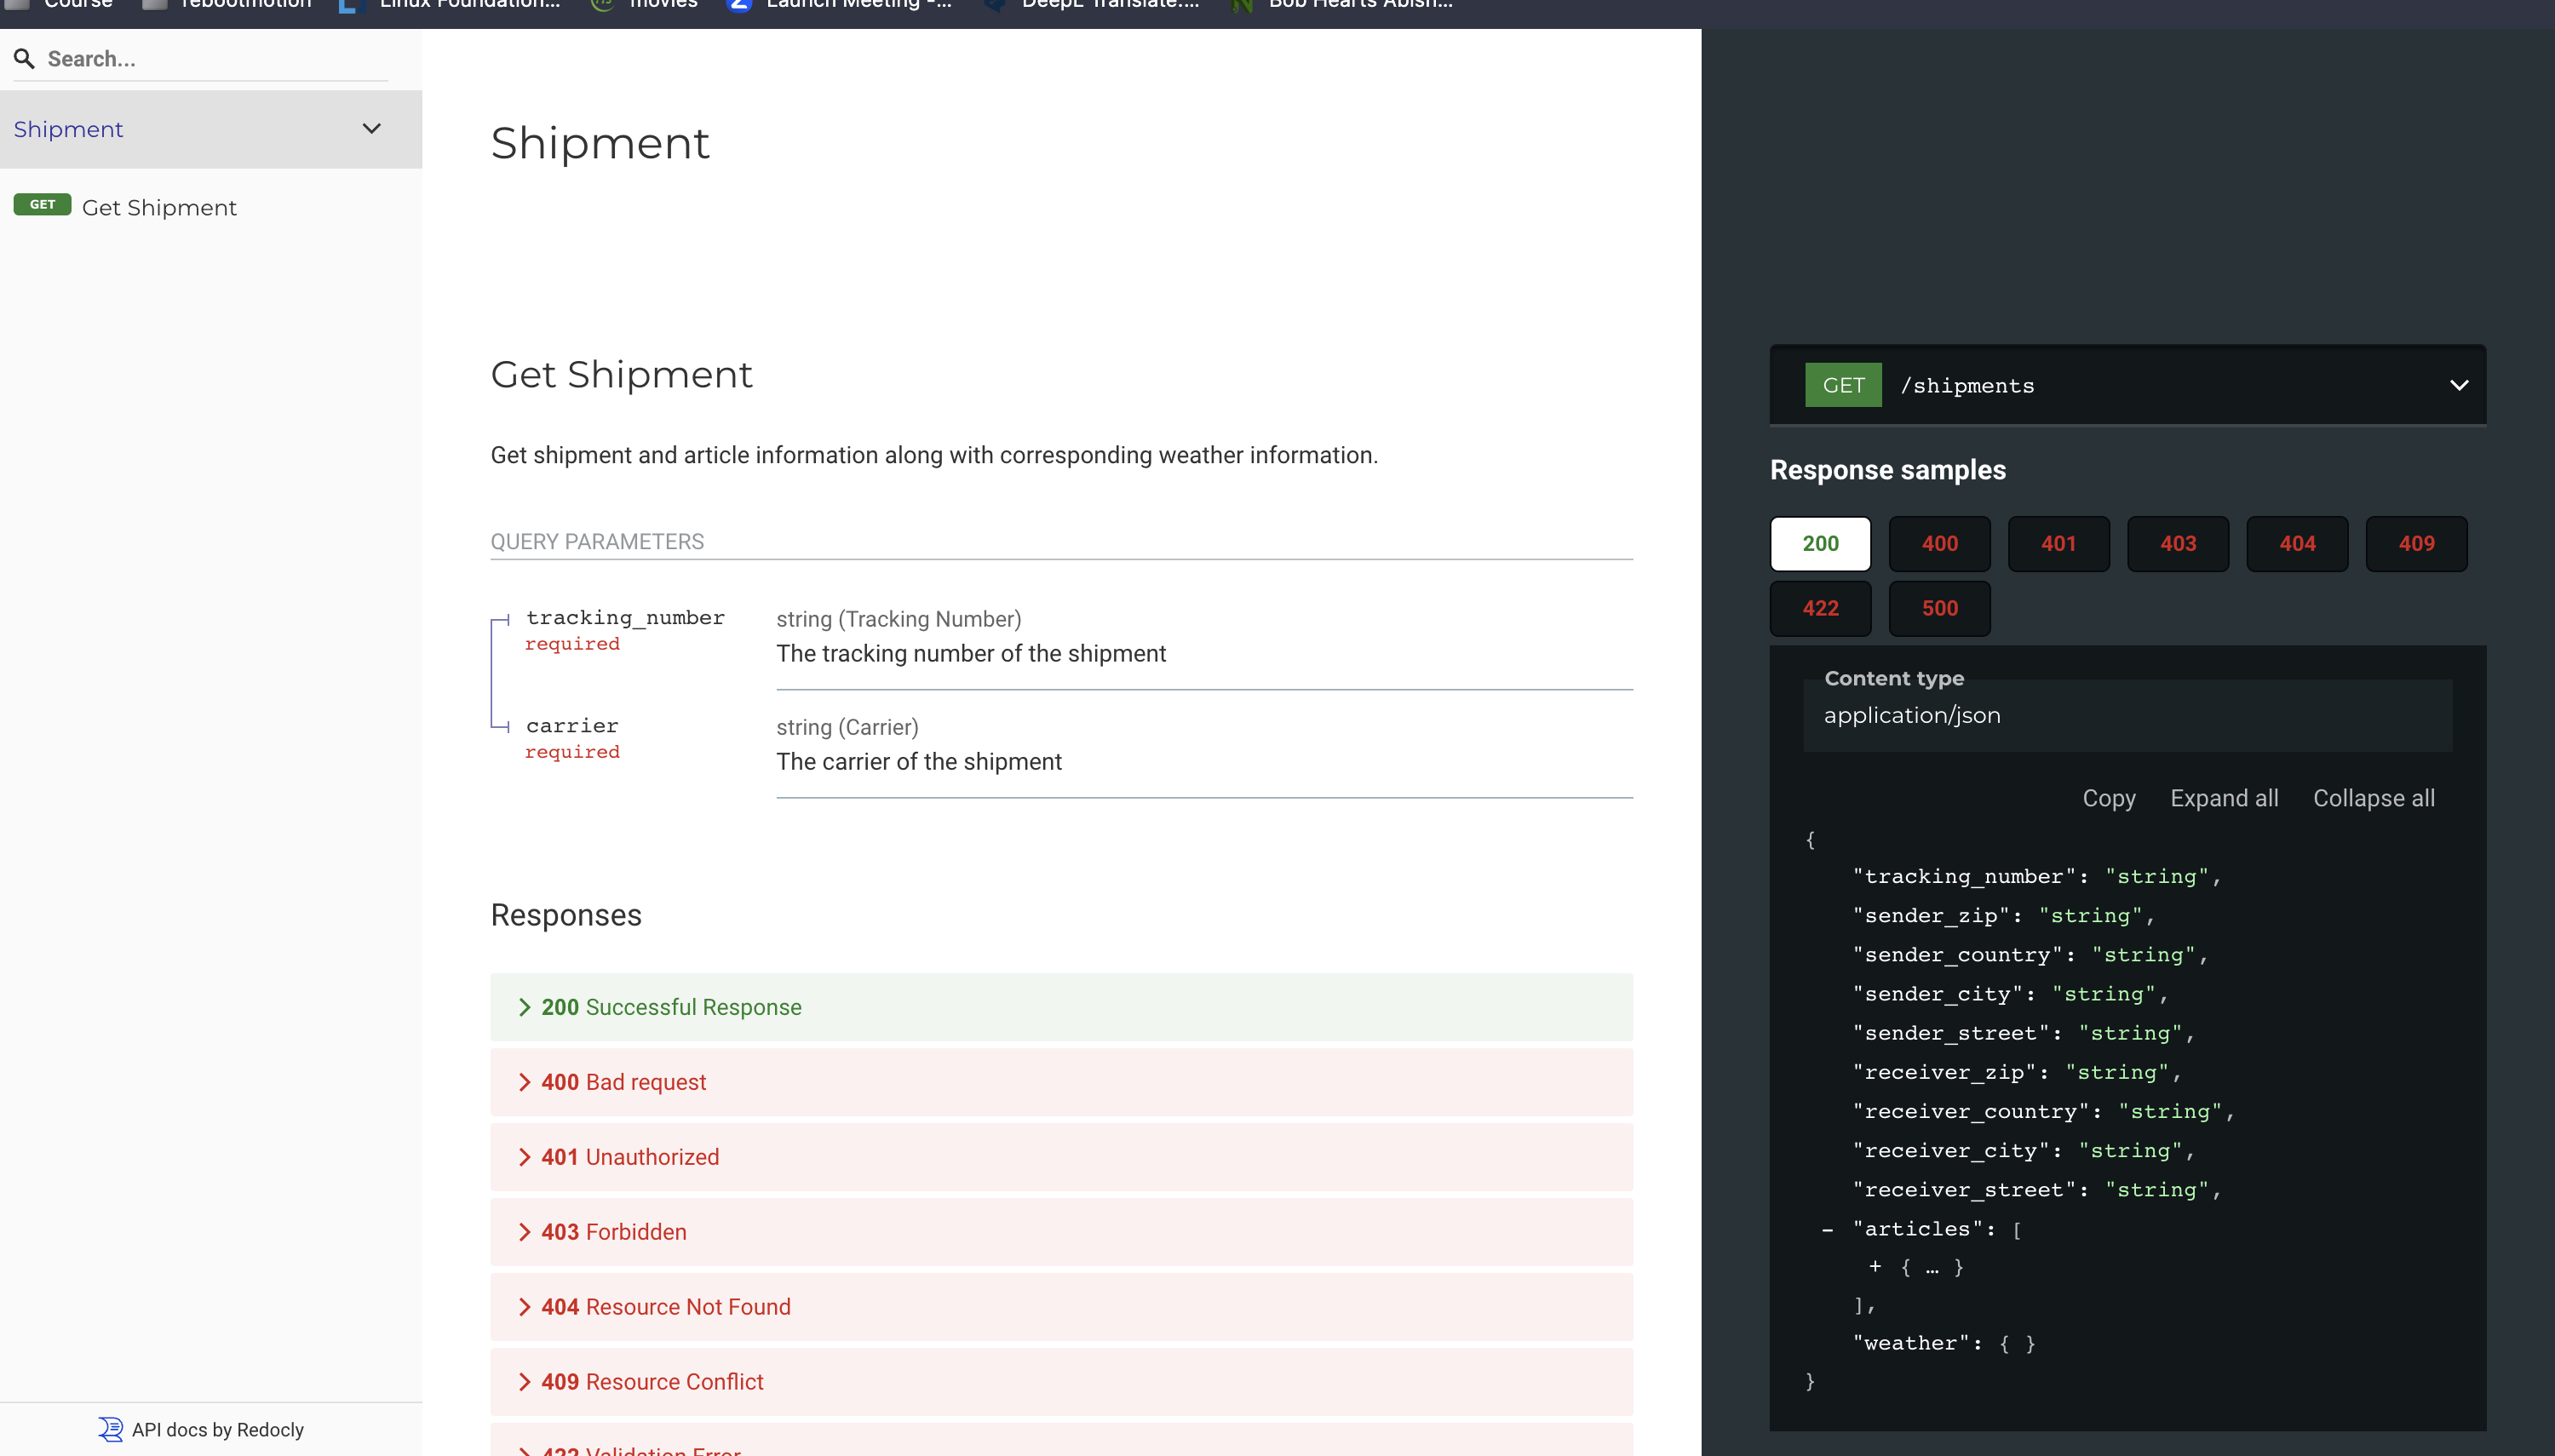 Course
rebootmotion
Linux Foundation...
movies
Launch Meeting -...
DeepL Translate:...
Bob Hearts Abish...
Search...
Shipment
GET Get Shipment
API docs by Redocly
Shipment
Get Shipment
Get shipment and article information along with corresponding weather information.
QUERY PARAMETERS
tracking_number
required
string (Tracking Number)
The tracking number of the shipment
carrier
required
string (Carrier)
The carrier of the shipment
Responses
200 Successful Response
400 Bad request
401 Unauthorized
403 Forbidden
404 Resource Not Found
409 Resource Conflict
422 Validation Error
GET /shipments
Response samples
200 400 401 403 404 409
422 500
Content type
application/json
Copy Expand all Collapse all
{
"tracking_number": "string",
"sender_zip": "string",
"sender_country": "string",
"sender_city": "string",
"sender_street": "string",
"receiver_zip": "string",
"receiver_country": "string",
"receiver_city": "string",
"receiver_street": "string",
- "articles": [
+ { … }
],
"weather": { }
}